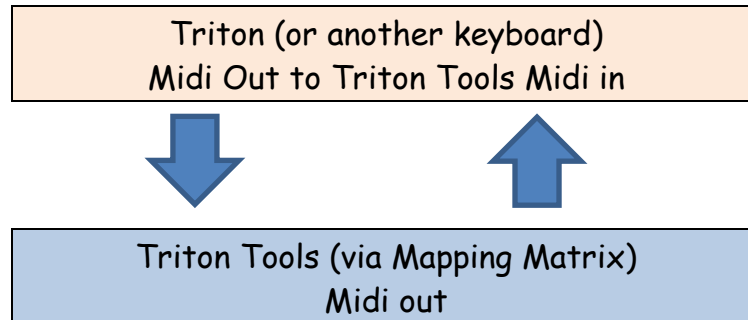 Triton (or another keyboard)
Midi Out to Triton Tools Midi in
Triton Tools (via Mapping Matrix)
Midi out